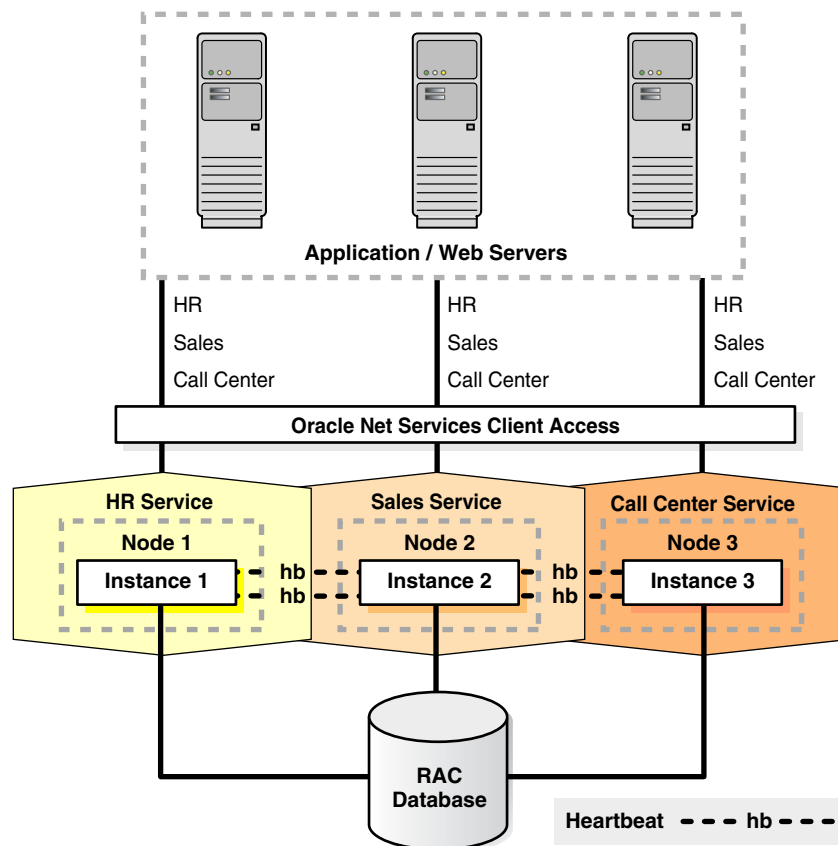 Application / Web Servers
HR
Sales
Call Center
HR
Sales
Call Center
HR
Sales
Call Center
Oracle Net Services Client Access
HR Service
Sales Service
Call Center Service
Node 1
Node 2
Node 3
Instance 1
hb
hb
Instance 2
hb
hb
Instance 3
RAC
Database
Heartbeat hb